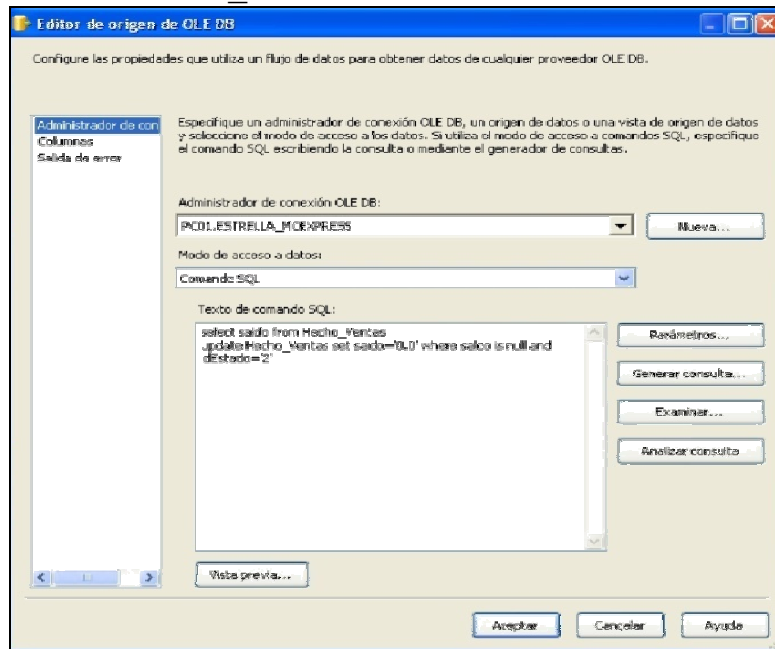 Editor de origen de OLE DB
Configure las propiedades que utiliza un flujo de datos para obtener datos de cualquier proveedor OLE DB.
Administrador de con
Columnas
Salida de error
Especifique un administrador de conexión OLE DB, un origen de datos o una vista de origen de datos
y seleccione el modo de acceso a los datos. Si utiliza el modo de acceso a comandos SQL, especifique
el comando SQL escribiendo la consulta o mediante el generador de consultas.
Administrador de conexión OLE DB:
PC01.ESTRELLA_MCEXPRESS
Nueva...
Modo de acceso a datos:
Comando SQL
Texto de comando SQL:
select saldo from Hecho_Ventas
update Hecho_Ventas set saldo='0.0' where saldo is null and
dEstado='2'
Parámetros...
Generar consulta...
Examinar...
Analizar consulta
Vista previa...
Aceptar
Cancelar
Ayuda